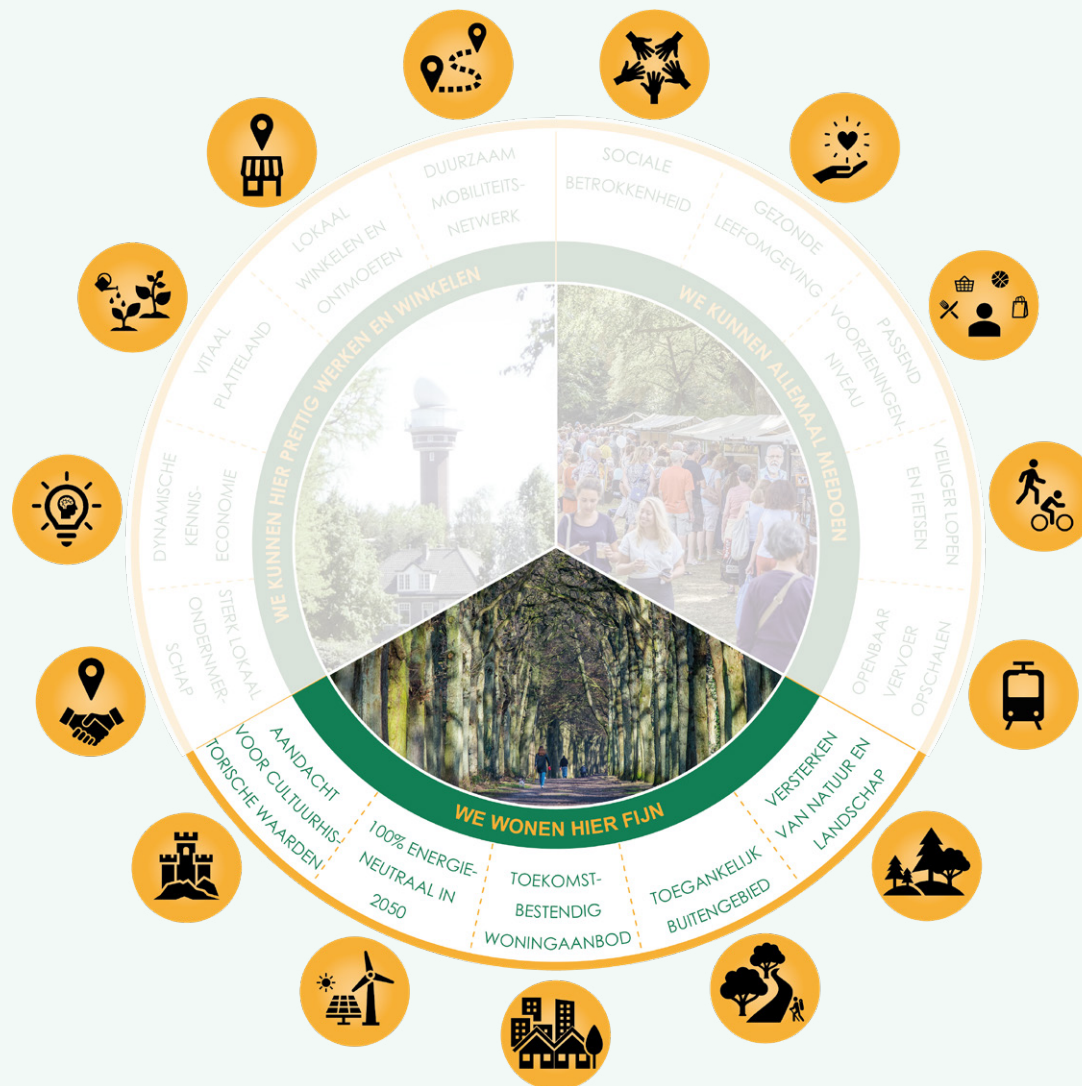 DUURZAAM
MOBILITEITS-
NETWERK
SOCIALE
BETROKKENHEID
GEZONDE
LEEFOMGEVING
PASSEND
VOORZIENINGEN-
NIVEAU
VEILIGER LOPEN
EN FIETSEN
OPENBAAR
VERVOER
OPSCHALEN
VERSTERKEN
VAN NATUUR EN
LANDSCHAP
TOEGANKELIJK
BUITENGEBIED
TOEKOMST-
BESTENDIG
WONINGAANBOD
100% ENERGIE-
NEUTRAAL IN
2050
AANDACHT
VOOR CULTUURHIS-
TORISCHE WAARDEN
STERK LOKAAL
ONDERNIMER-
SCHAP
DYNAMISCHE
KENNIS-
ECONOMIE
VITAAL
PLATTELAND
LOKAAL
WINKELEN EN
ONTMOETEN
WE KUNNEN HIER PRETTIG WERKEN EN WINKELEN
WE KUNNEN ALLEMAAL MEEDOEN
WE WONEN HIER FIJN